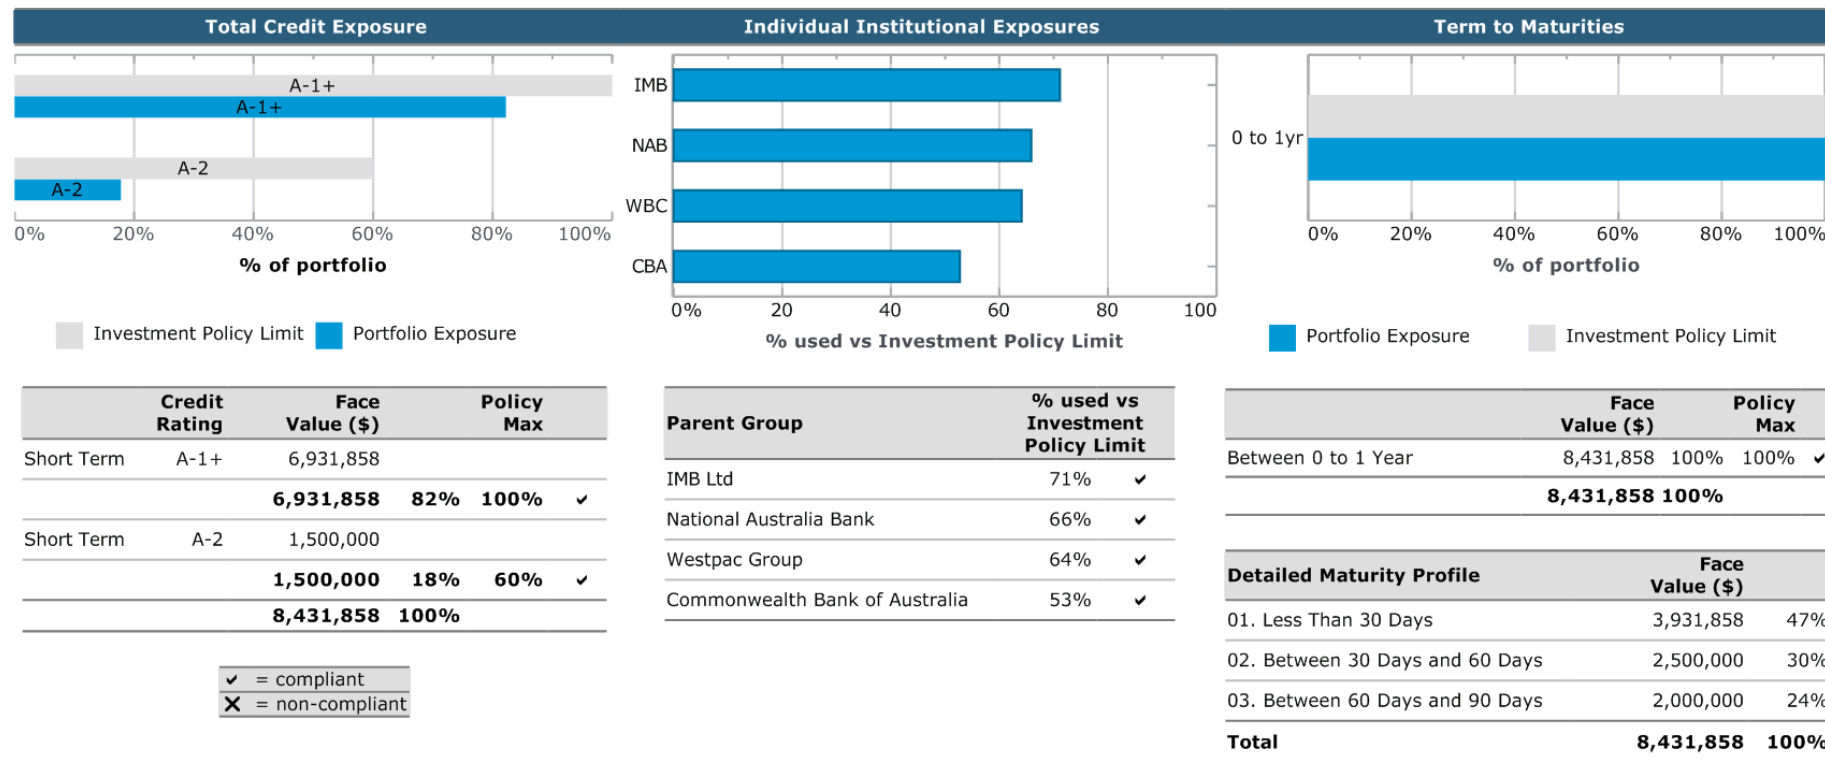 Total Credit Exposure
A-1+
A-1+
A-2
A-2
0% 20% 40% 60% 80% 100%
% of portfolio
Investment Policy Limit Portfolio Exposure
Credit Rating Face Value ($) Policy Max
Short Term A-1+ 6,931,858
6,931,858 82% 100% ✔
Short Term A-2 1,500,000
1,500,000 18% 60% ✔
8,431,858 100%
✔ = compliant
✘ = non-compliant
Individual Institutional Exposures
IMB
NAB
WBC
CBA
0% 20 40 60 80 100
% used vs Investment Policy Limit
Parent Group % used vs Investment Policy Limit
IMB Ltd 71% ✔
National Australia Bank 66% ✔
Westpac Group 64% ✔
Commonwealth Bank of Australia 53% ✔
Term to Maturities
0 to 1yr
0% 20% 40% 60% 80% 100%
% of portfolio
Portfolio Exposure Investment Policy Limit
Face Value ($) Policy Max
Between 0 to 1 Year 8,431,858 100% 100% ✔
8,431,858 100%
Detailed Maturity Profile Face Value ($)
01. Less Than 30 Days 3,931,858 47%
02. Between 30 Days and 60 Days 2,500,000 30%
03. Between 60 Days and 90 Days 2,000,000 24%
Total 8,431,858 100%